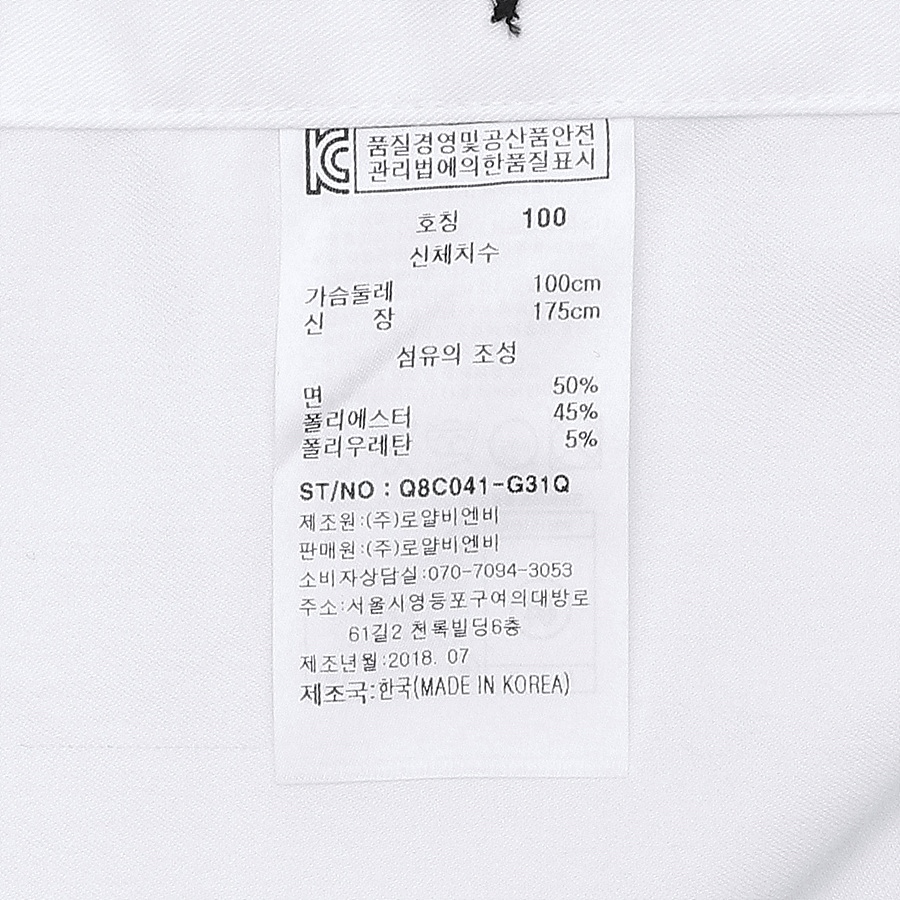 KC 품질경영및공산품안전
관리법에의한품질표시
호칭 100
신체치수
가슴둘레 100cm
신 장 175cm
섬유의 조성
면 50%
폴리에스터 45%
폴리우레탄 5%
ST/NO : Q8C041-G31Q
제조원:(주)로얄비엔비
판매원:(주)로얄비엔비
소비자상담실:070-7094-3053
주소:서울시영등포구여의대방로
61길2 천록빌딩6층
제조년월:2018. 07
제조국:한국(MADE IN KOREA)